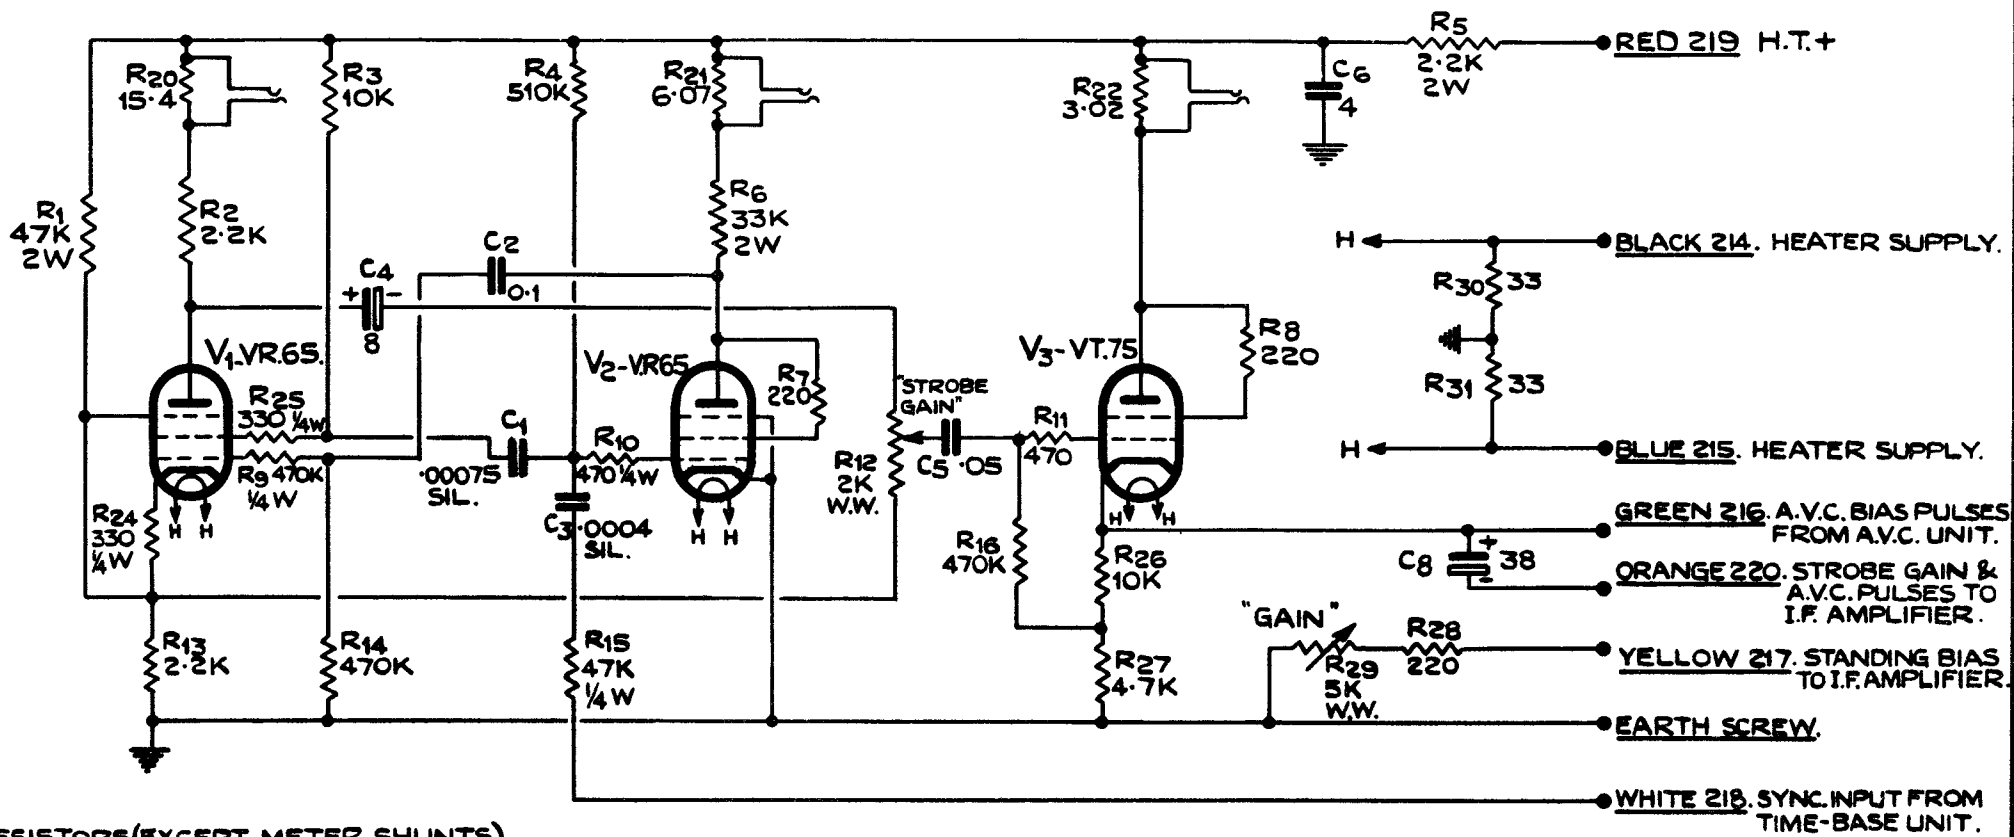 R5
2·2K
2W
RED 219 H.T.+
R20
15·4
R3
10K
R4
510K
R21
6·07
R22
3·02
C6
4
R1
47K
2W
R2
2·2K
R6
33K
2W
C2
0·1
C4
+ -
8
H
BLACK 214. HEATER SUPPLY.
R30 33
R31 33
H
BLUE 215. HEATER SUPPLY.
V1-VR.65.
V2-VR65
V3-VT.75
R8
220
R7
220
"STROBE
GAIN"
R25
330 ¼W
R9 470K
¼W
C1
.00075
SIL.
R10
470 ¼W
R12
2K
W.W.
C5 .05
R11
470
R24
330
¼W
H H
C3 .0004
SIL.
H H
H H
R16
470K
R26
10K
GREEN 216. A.V.C. BIAS PULSES
FROM A.V.C. UNIT.
C8 + 38
-
ORANGE 220. STROBE GAIN &
A.V.C. PULSES TO
I.F. AMPLIFIER.
R13
2·2K
R14
470K
R15
47K
¼W
R27
4·7K
"GAIN"
R29
5K
W.W.
R28
220
YELLOW 217. STANDING BIAS
TO I.F. AMPLIFIER.
EARTH SCREW.
WHITE 218. SYNC. INPUT FROM
TIME-BASE UNIT.
(EXCEPT METER SHUNTS)